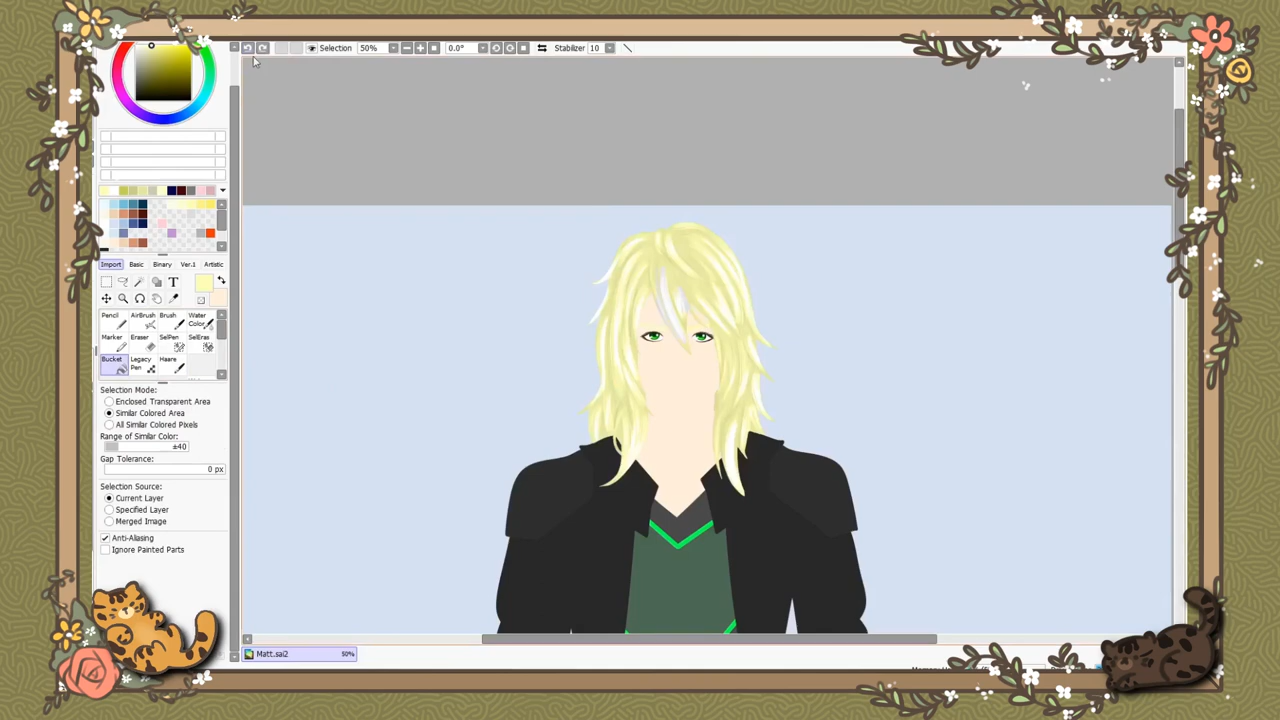 Selection 50% 0.0° Stabilizer 10
Import Basic Binary Ver.1 Artistic
T
Pencil AirBrush Brush Water Color
Marker Eraser SelPen SelEras
Bucket Legacy Pen Haare
Selection Mode:
Enclosed Transparent Area
Similar Colored Area
All Similar Colored Pixels
Range of Similar Color:
±40
Gap Tolerance:
0 px
Selection Source:
Current Layer
Specified Layer
Merged Image
Anti-Aliasing
Ignore Painted Parts
Matt.sai2 50%